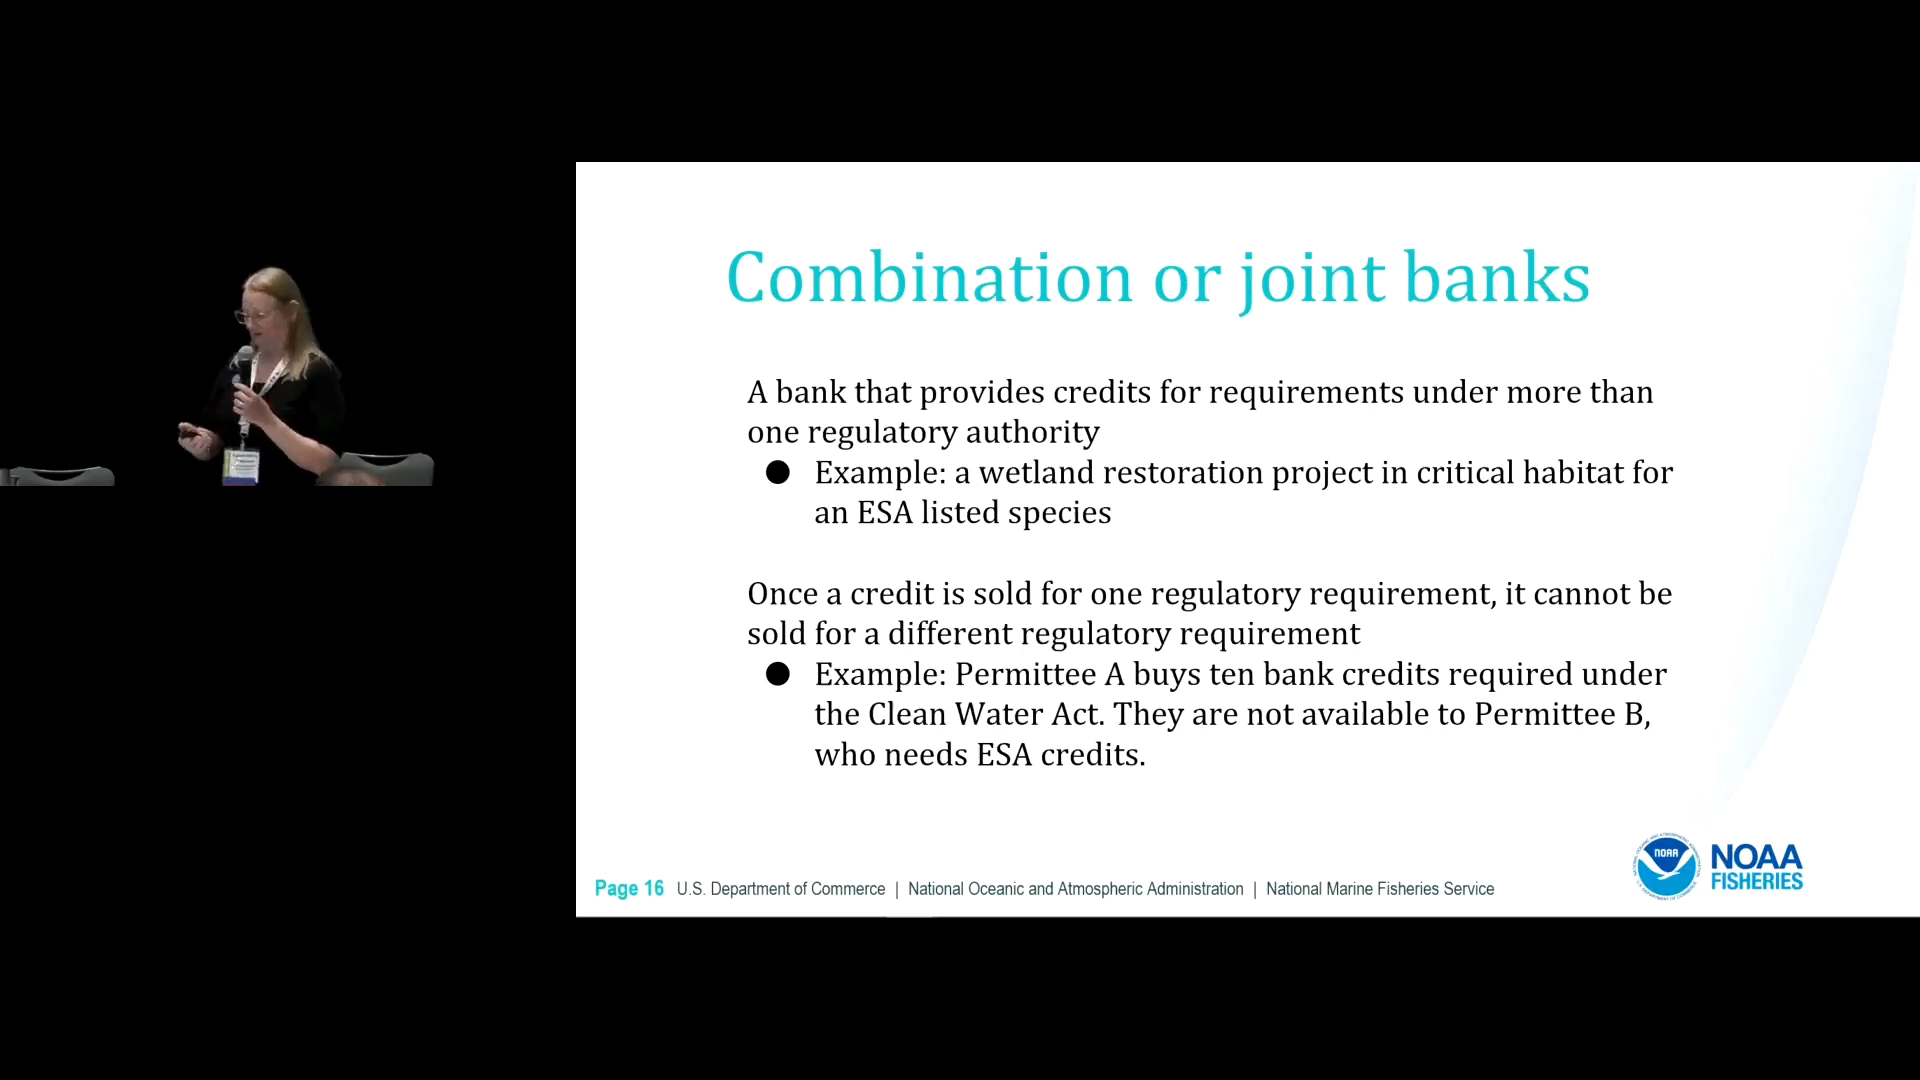 Combination or joint banks
A bank that provides credits for requirements under more than
one regulatory authority
● Example: a wetland restoration project in critical habitat for
an ESA listed species
Once a credit is sold for one regulatory requirement, it cannot be
sold for a different regulatory requirement
● Example: Permittee A buys ten bank credits required under
the Clean Water Act. They are not available to Permittee B,
who needs ESA credits.
NOAA
NOAA
FISHERIES
Page 16 U.S. Department of Commerce | National Oceanic and Atmospheric Administration | National Marine Fisheries Service